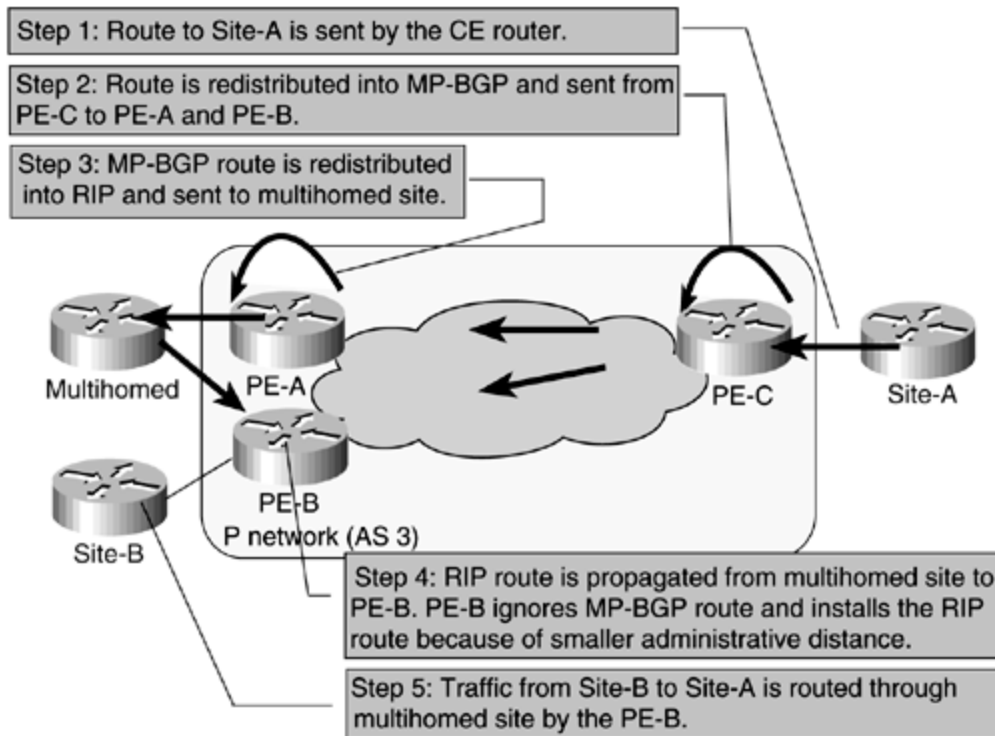 Step 1: Route to Site-A is sent by the CE router.
Step 2: Route is redistributed into MP-BGP and sent from
PE-C to PE-A and PE-B.
Step 3: MP-BGP route is redistributed
into RIP and sent to multihomed site.
Multihomed
PE-A
PE-C
Site-A
PE-B
Site-B
P network (AS 3)
Step 4: RIP route is propagated from multihomed site to
PE-B. PE-B ignores MP-BGP route and installs the RIP
route because of smaller administrative distance.
Step 5: Traffic from Site-B to Site-A is routed through
multihomed site by the PE-B.